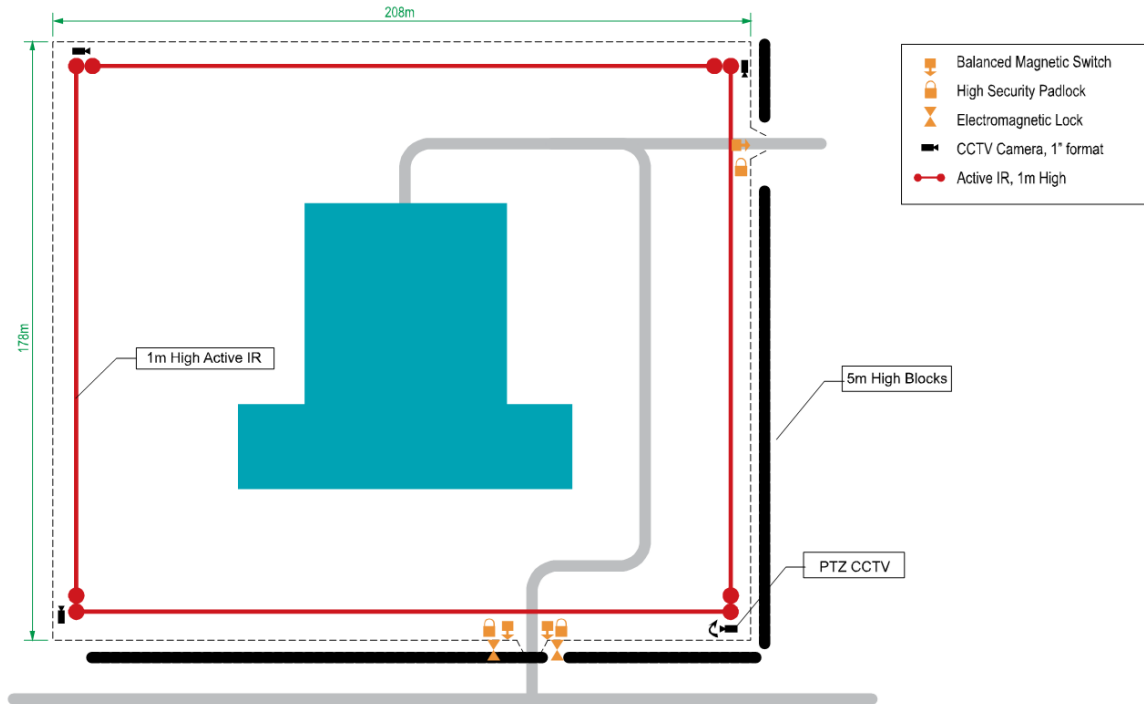 208m
178m
Balanced Magnetic Switch
High Security Padlock
Electromagnetic Lock
CCTV Camera, 1" format
Active IR, 1m High
1m High Active IR
5m High Blocks
PTZ CCTV